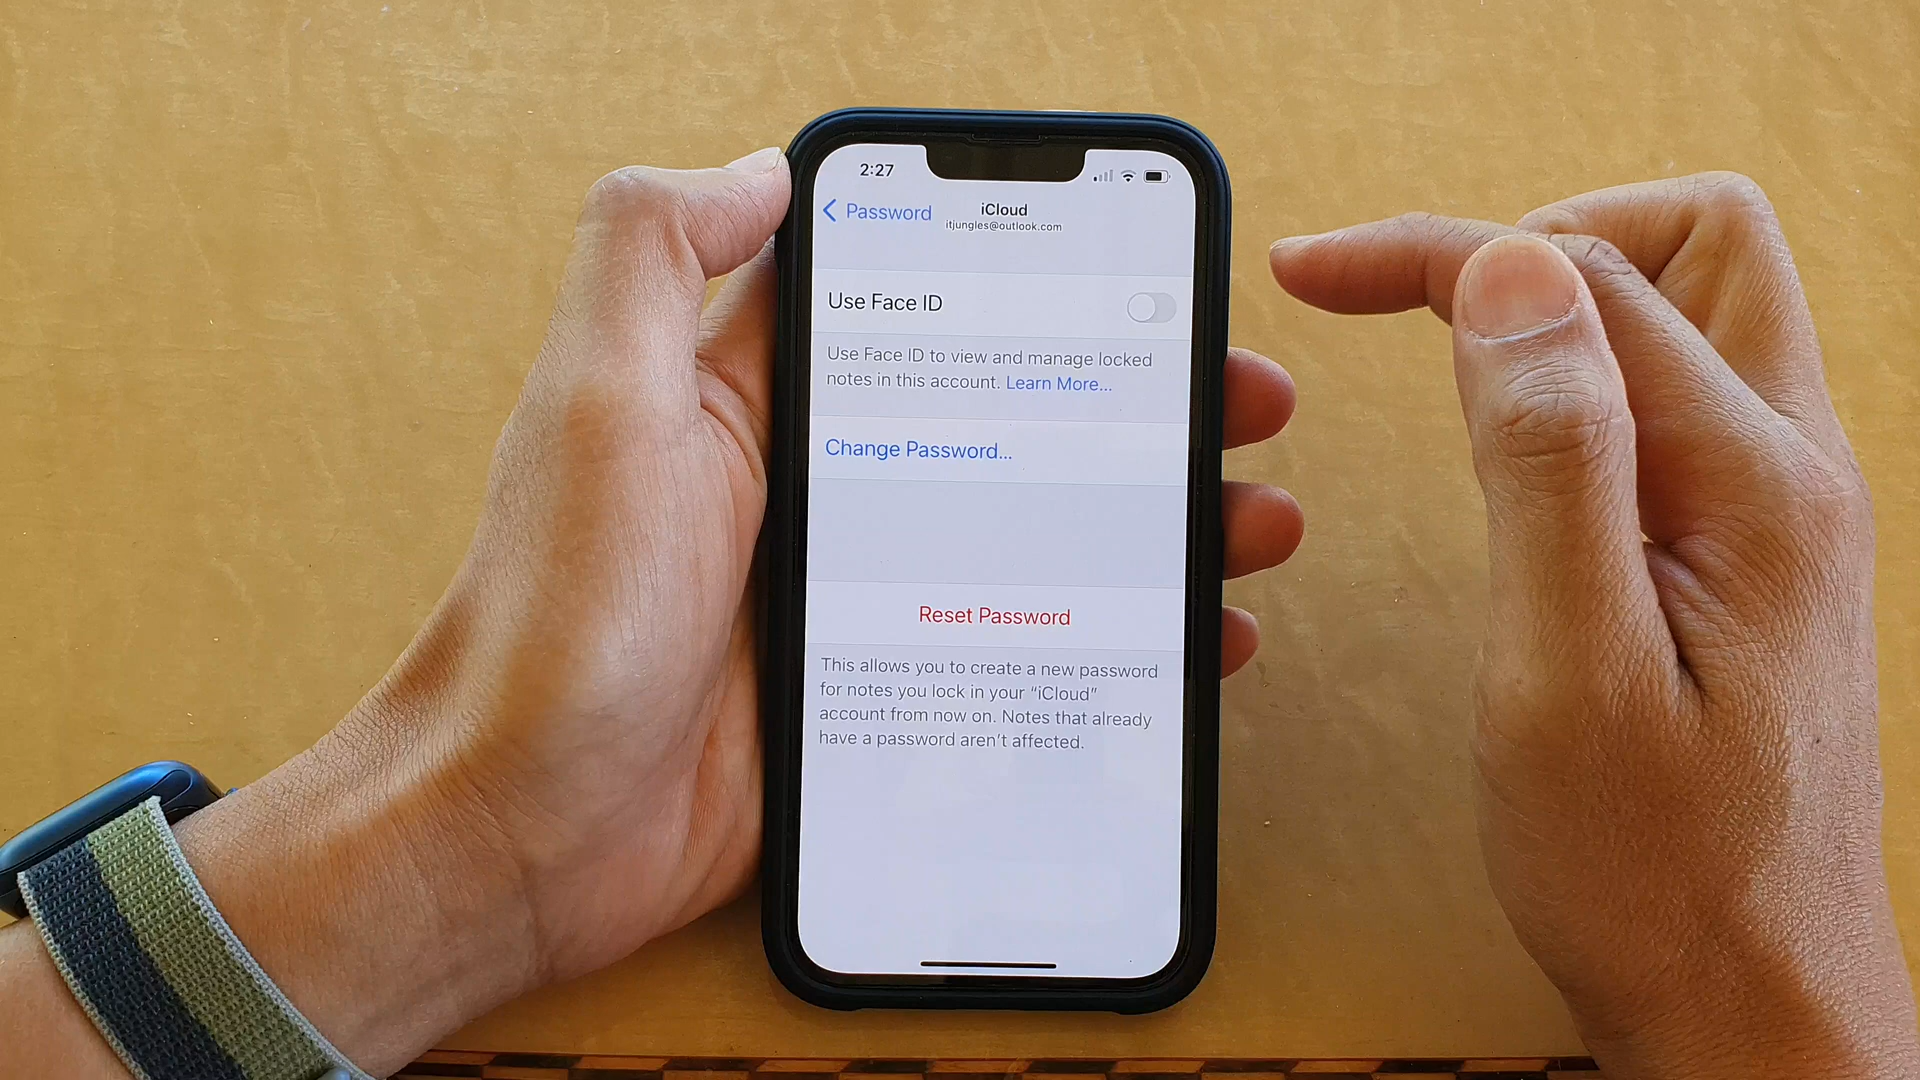 2:27
Password
iCloud
itjungles@outlook.com
Use Face ID
Use Face ID to view and manage locked
notes in this account. Learn More...
Change Password...
Reset Password
This allows you to create a new password
for notes you lock in your “iCloud”
account from now on. Notes that already
have a password aren’t affected.